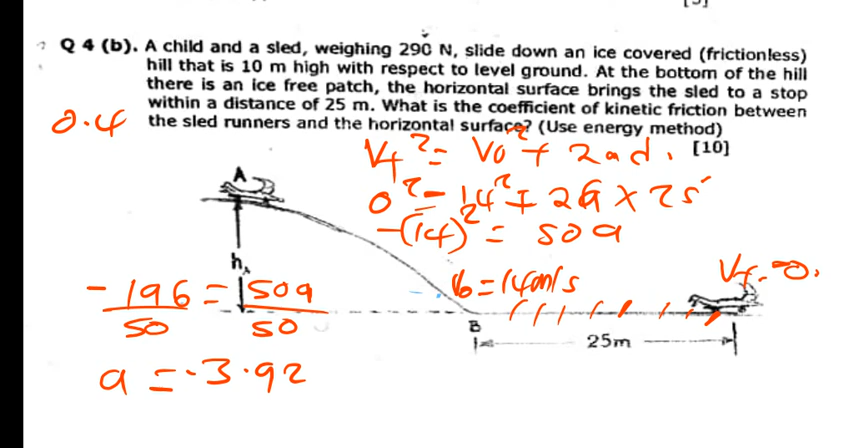 Q 4 (b). A child and a sled, weighing 290 N, slide down an ice covered (frictionless)
hill that is 10 m high with respect to level ground. At the bottom of the hill
there is an ice free patch, the horizontal surface brings the sled to a stop
within a distance of 25 m. What is the coefficient of kinetic friction between
the sled runners and the horizontal surface? (Use energy method)
[10]
0.4
Vf² = Vo² + 2ad.
0² = 14² + 2a × 25
-(14)² = 50a
A
h
Vo = 14m/s
Vf = 0.
-196 = 50a
50 50
B
25m
a = -3.92